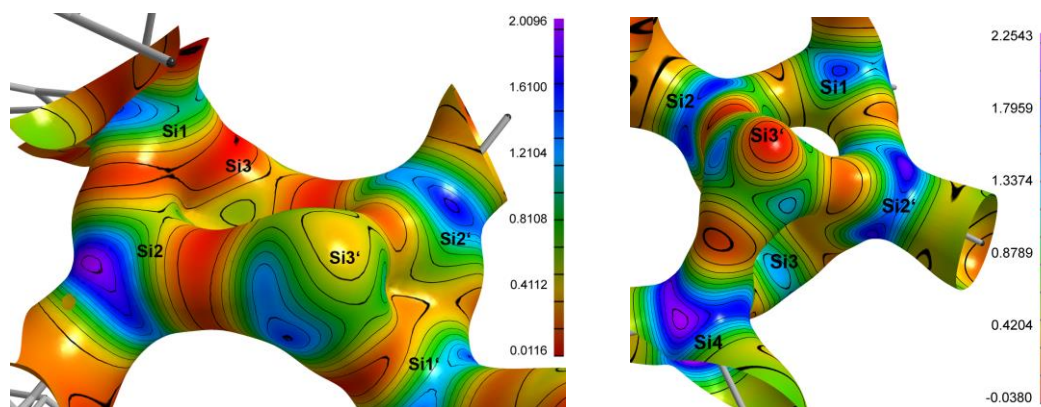 2.0096
1.6100
1.2104
0.8108
0.4112
0.0116
Si1
Si3
Si2
Si2‘
Si3‘
Si1‘
2.2543
1.7959
1.3374
0.8789
0.4204
-0.0380
Si1
Si2
Si3‘
Si2‘
Si3
Si4